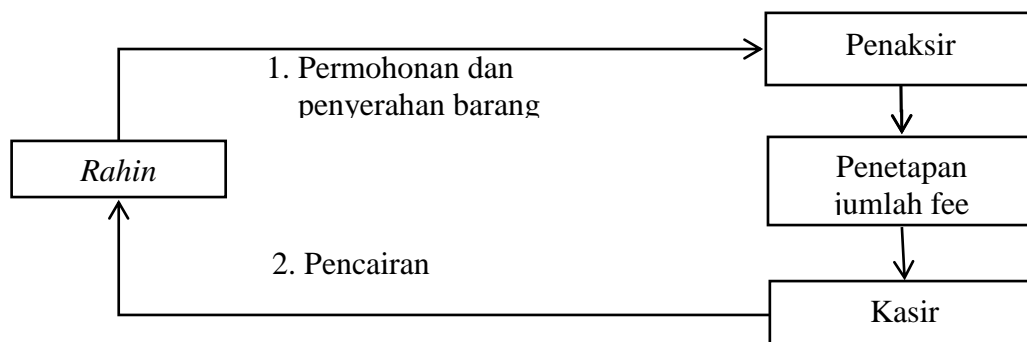 Penaksir
1. Permohonan dan
penyerahan barang
Rahin
Penetapan
jumlah fee
2. Pencairan
Kasir